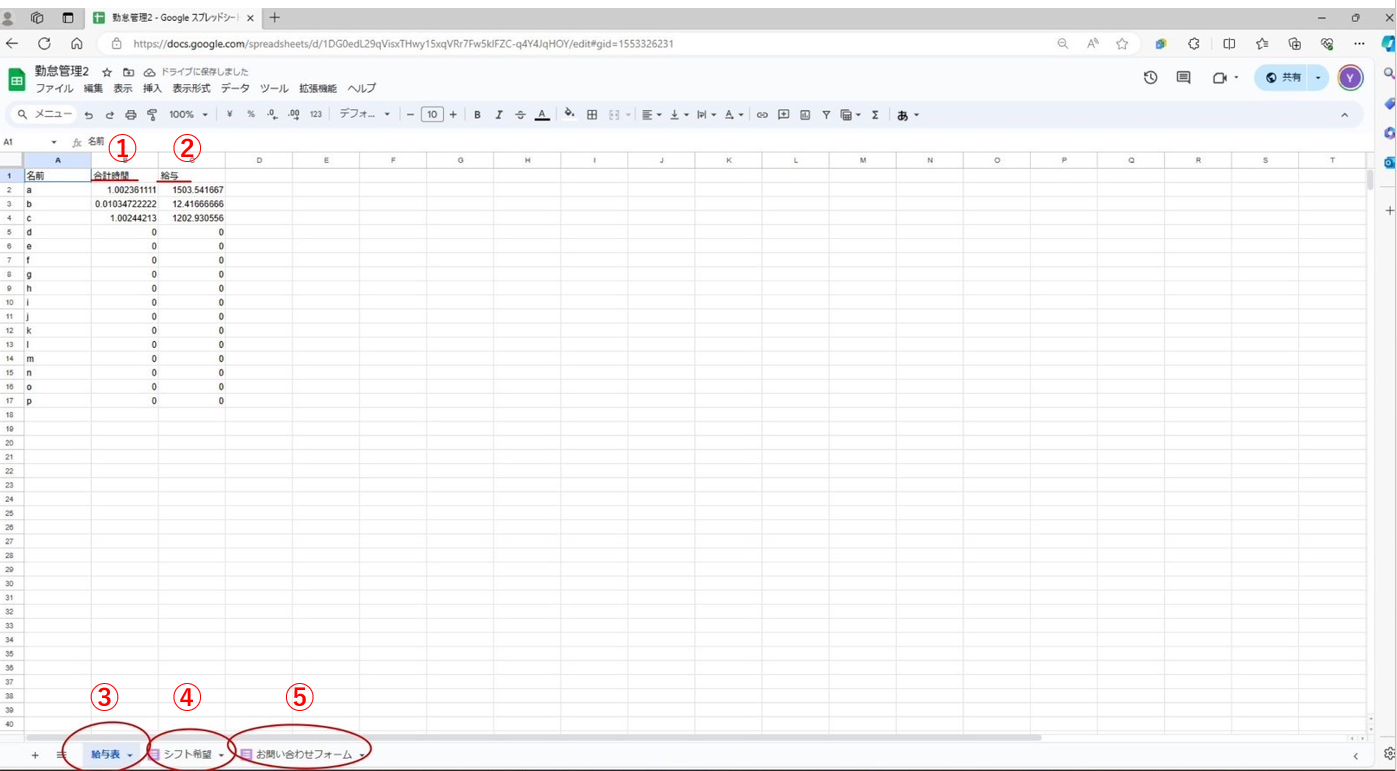 勤怠管理2 - Google スプレッドシート
https://docs.google.com/spreadsheets/d/1DG0edL29qVisxTHwy15xqVRr7Fw5klFZC-q4Y4JqHOY/edit#gid=1553326231
勤怠管理2 ドライブに保存しました
ファイル 編集 表示 挿入 表示形式 データ ツール 拡張機能 ヘルプ
共有 Y
メニュー 100% ¥ % .0 .00 123 デフォ... − 10 + B I A Σ あ
A1 fx 名前
① ②
A C D E F G H I J K L M N O P Q R S T
1 名前 合計時間 給与
2 a 1.002361111 1503.541667
3 b 0.01034722222 12.41666666
4 c 1.00244213 1202.930556
5 d 0 0
6 e 0 0
7 f 0 0
8 g 0 0
9 h 0 0
10 i 0 0
11 j 0 0
12 k 0 0
13 l 0 0
14 m 0 0
15 n 0 0
16 o 0 0
17 p 0 0
18
19
20
21
22
23
24
25
26
27
28
29
30
31
32
33
34
35
36
37
38
39
40
③ ④ ⑤
給与表 シフト希望 お問い合わせフォーム